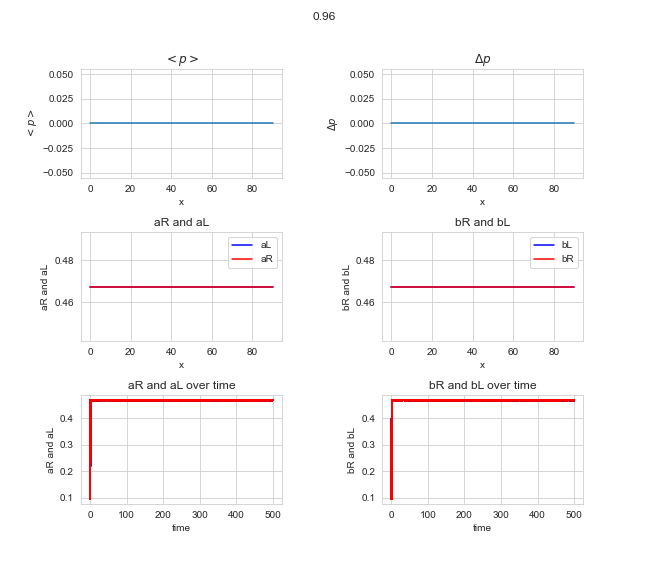 0.96
<p>
Δp
0.050
0.025
0.000
−0.025
−0.050
<p>
0 20 40 60 80
x
0.050
0.025
0.000
−0.025
−0.050
Δp
0 20 40 60 80
x
aR and aL
bR and bL
aL
aR
0.48
0.46
aR and aL
0 20 40 60 80
x
bL
bR
0.48
0.46
bR and bL
0 20 40 60 80
x
aR and aL over time
bR and bL over time
0.4
0.3
0.2
0.1
aR and aL
0 100 200 300 400 500
time
0.4
0.3
0.2
0.1
bR and bL
0 100 200 300 400 500
time